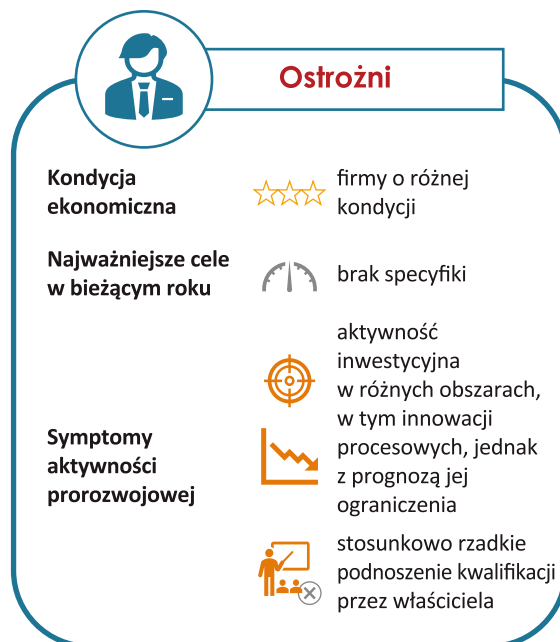 Ostrożni
Kondycja
ekonomiczna
firmy o różnej
kondycji
Najważniejsze cele
w bieżącym roku
brak specyfiki
Symptomy
aktywności
prorozwojowej
aktywność
inwestycyjna
w różnych obszarach,
w tym innowacji
procesowych, jednak
z prognozą jej
ograniczenia
stosunkowo rzadkie
podnoszenie kwalifikacji
przez właściciela